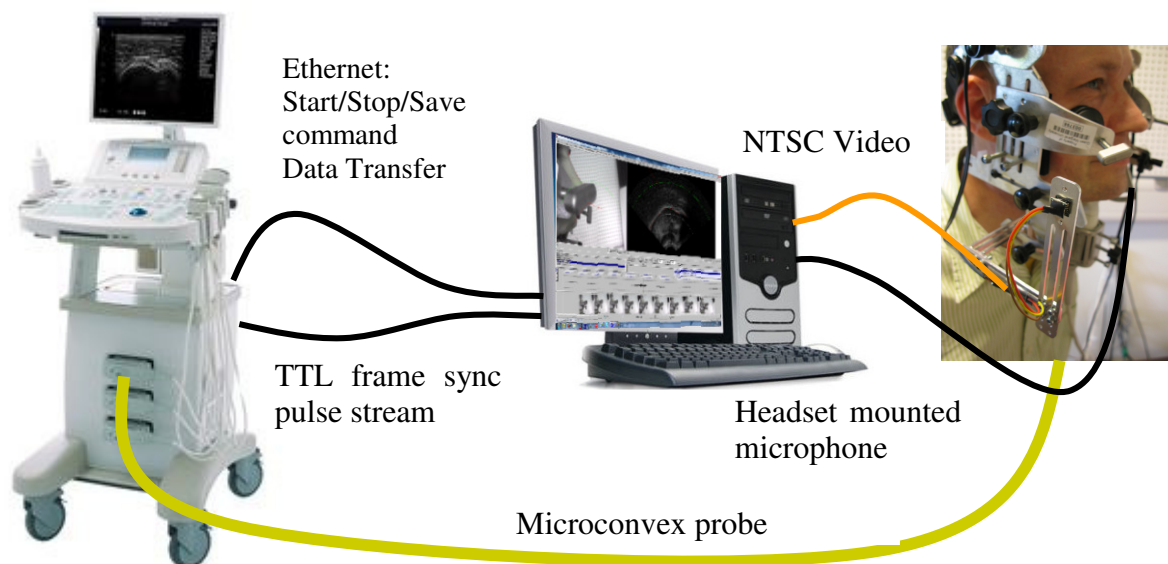 Ethernet:
Start/Stop/Save
command
Data Transfer
NTSC Video
TTL frame sync
pulse stream
Headset mounted
microphone
Microconvex probe